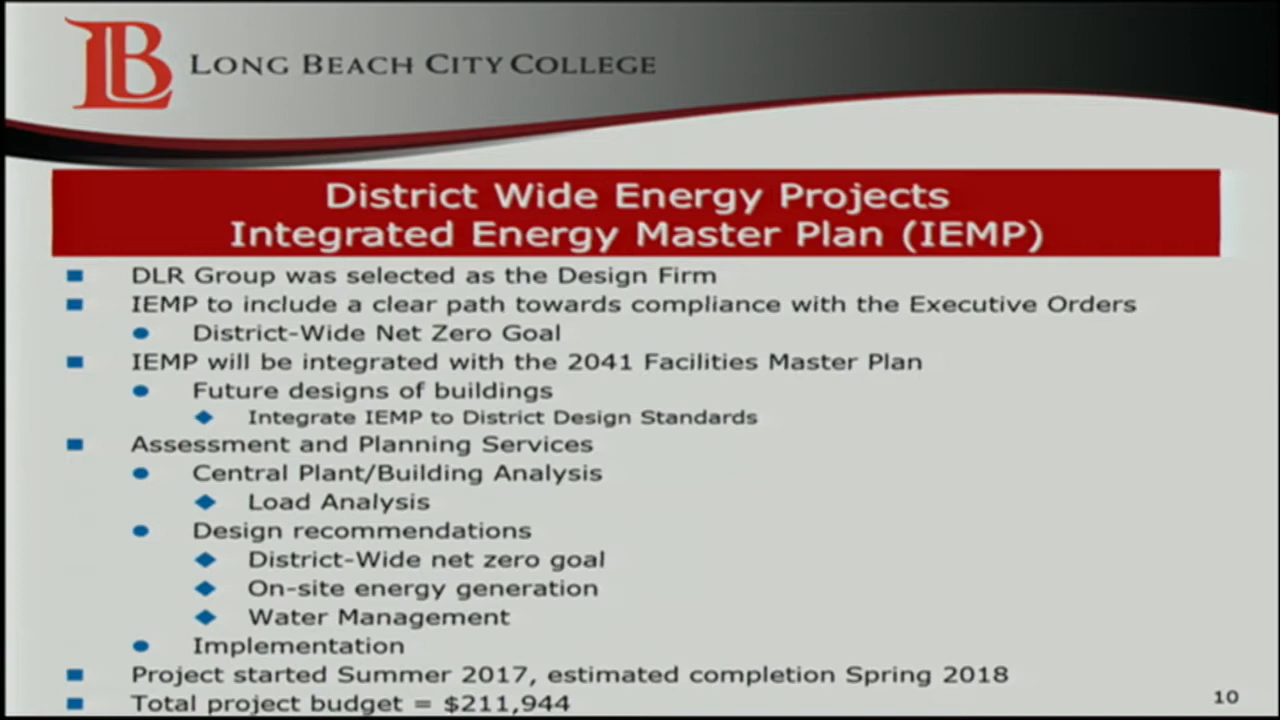 LB LONG BEACH CITY COLLEGE
District Wide Energy Projects
Integrated Energy Master Plan (IEMP)
DLR Group was selected as the Design Firm
IEMP to include a clear path towards compliance with the Executive Orders
District-Wide Net Zero Goal
IEMP will be integrated with the 2041 Facilities Master Plan
Future designs of buildings
Integrate IEMP to District Design Standards
Assessment and Planning Services
Central Plant/Building Analysis
Load Analysis
Design recommendations
District-Wide net zero goal
On-site energy generation
Water Management
Implementation
Project started Summer 2017, estimated completion Spring 2018
Total project budget = $211,944
10